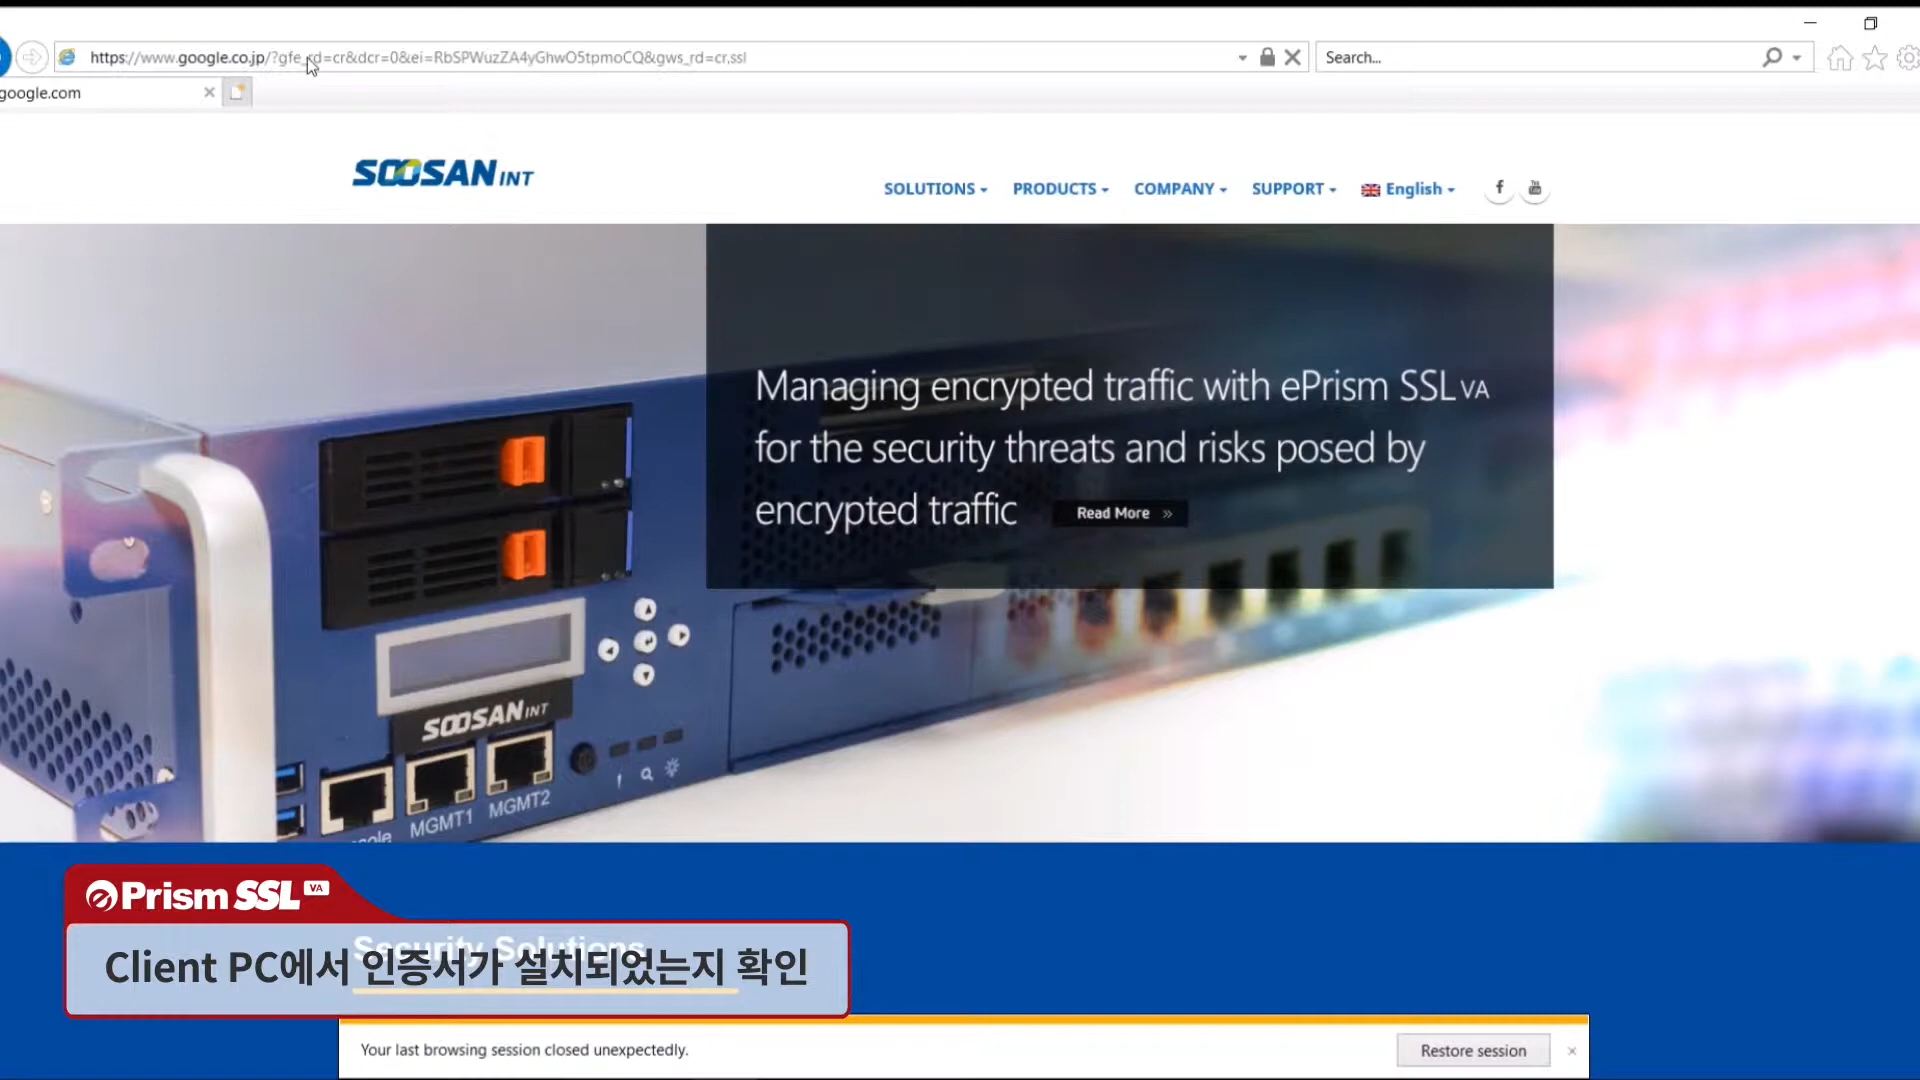 https://www.google.co.jp/?gfe_rd=cr&dcr=0&ei=RbSPWuzZA4yGhwO5tpmoCQ&gws_rd=cr,ssl
Search...
google.com
SOOSAN INT
SOLUTIONS
PRODUCTS
COMPANY
SUPPORT
English
Managing encrypted traffic with ePrism SSL VA
for the security threats and risks posed by
encrypted traffic
Read More »
SOOSAN INT
MGMT1
MGMT2
ePrism SSL VA
Security Solutions
Client PC에서 인증서가 설치되었는지 확인
Your last browsing session closed unexpectedly.
Restore session